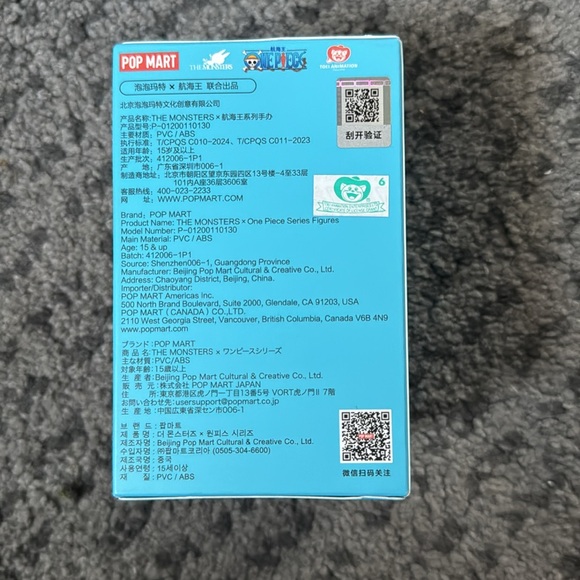 POP MART
THE MONSTERS
航海王
ONE PIECE
TOEI ANIMATION
泡泡玛特 × 航海王 联合出品
北京泡泡玛特文化创意有限公司
产品名称:THE MONSTERS × 航海王系列手办
产品型号:P-01200110130
主要材质:PVC / ABS
执行标准: T/CPQS C010-2024、T/CPQS C011-2023
适用年龄:15岁及以上
生产批次: 412006-1P1
产 地:广东省深圳市006-1
制造商地址:北京市朝阳区望京东园四区13号楼-4至33层
101内A座36层3606室
客服热线: 400-023-2233
网 址: WWW.POPMART.COM
刮开验证
6
Brand: POP MART
Product Name: THE MONSTERS × One Piece Series Figures
Model Number: P-01200110130
Main Material: PVC / ABS
Age: 15 & up
Batch: 412006-1P1
Source: Shenzhen006-1, Guangdong Province
Manufacturer: Beijing Pop Mart Cultural & Creative Co., Ltd.
Address: Chaoyang District, Beijing, China.
Importer/Distributor:
POP MART Americas Inc.
500 North Brand Boulevard, Suite 2000, Glendale, CA 91203, USA
POP MART (CANADA) CO.,LTD.
2110 West Georgia Street, Vancouver, British Columbia, Canada V6B 4N9
www.popmart.com
ブランド:POP MART
商 品 名:THE MONSTERS × ワンピースシリーズ
主な材質:PVC/ABS
対象年齢:15歳以上
生 産 者:Beijing Pop Mart Cultural & Creative Co., Ltd.
販 売 元:株式会社 POP MART JAPAN
住 所:東京都港区虎ノ門一丁目13番5号 VORT虎ノ門II 7階
お問い合わせ先:usersupport@popmart.co.jp
生 産 地:中国広東省深セン市006-1
브 랜 드 :팝마트
제 품 명 : 더 몬스터즈 × 원피스 시리즈
제조자명 : Beijing Pop Mart Cultural & Creative Co., Ltd.
수입자명 : ㈜팝마트코리아 (0505-304-6600)
제조국명 : 중국
사용연령 : 15세이상
재 질 : PVC / ABS
微信扫码关注